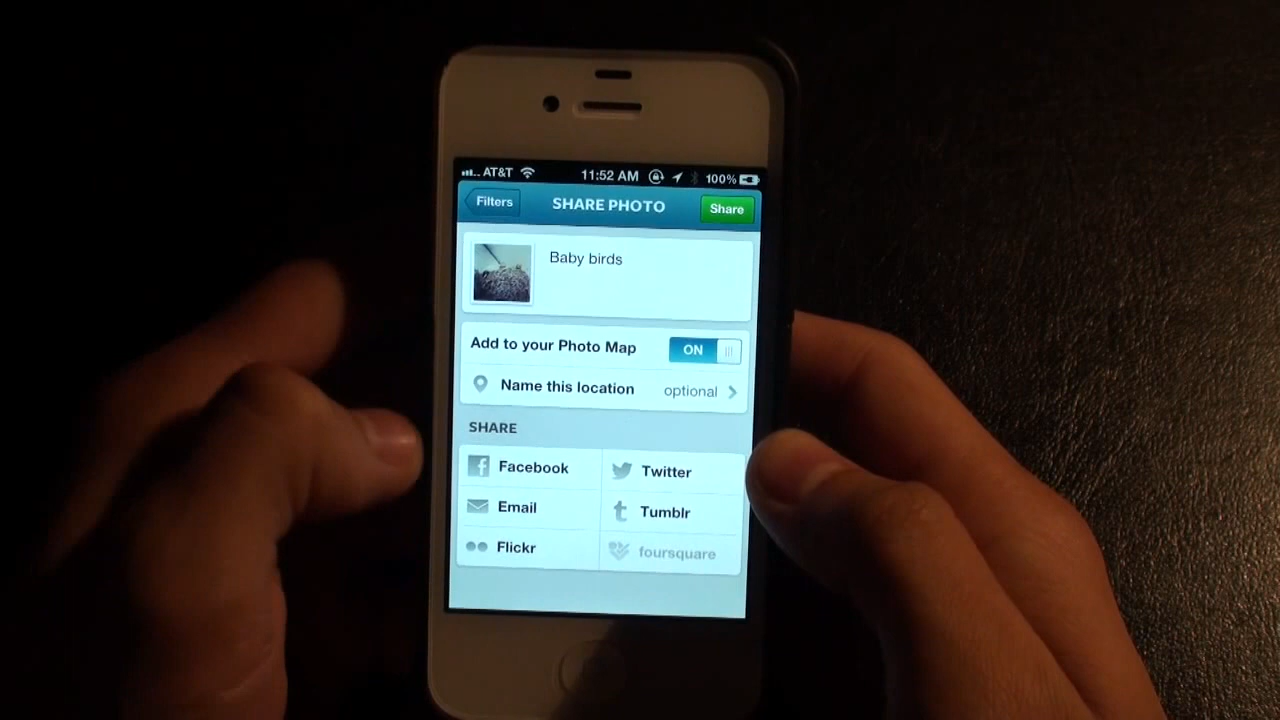 AT&T 11:52 AM 100%
Filters SHARE PHOTO Share
Baby birds
Add to your Photo Map ON
Name this location optional
SHARE
Facebook Twitter
Email Tumblr
Flickr foursquare